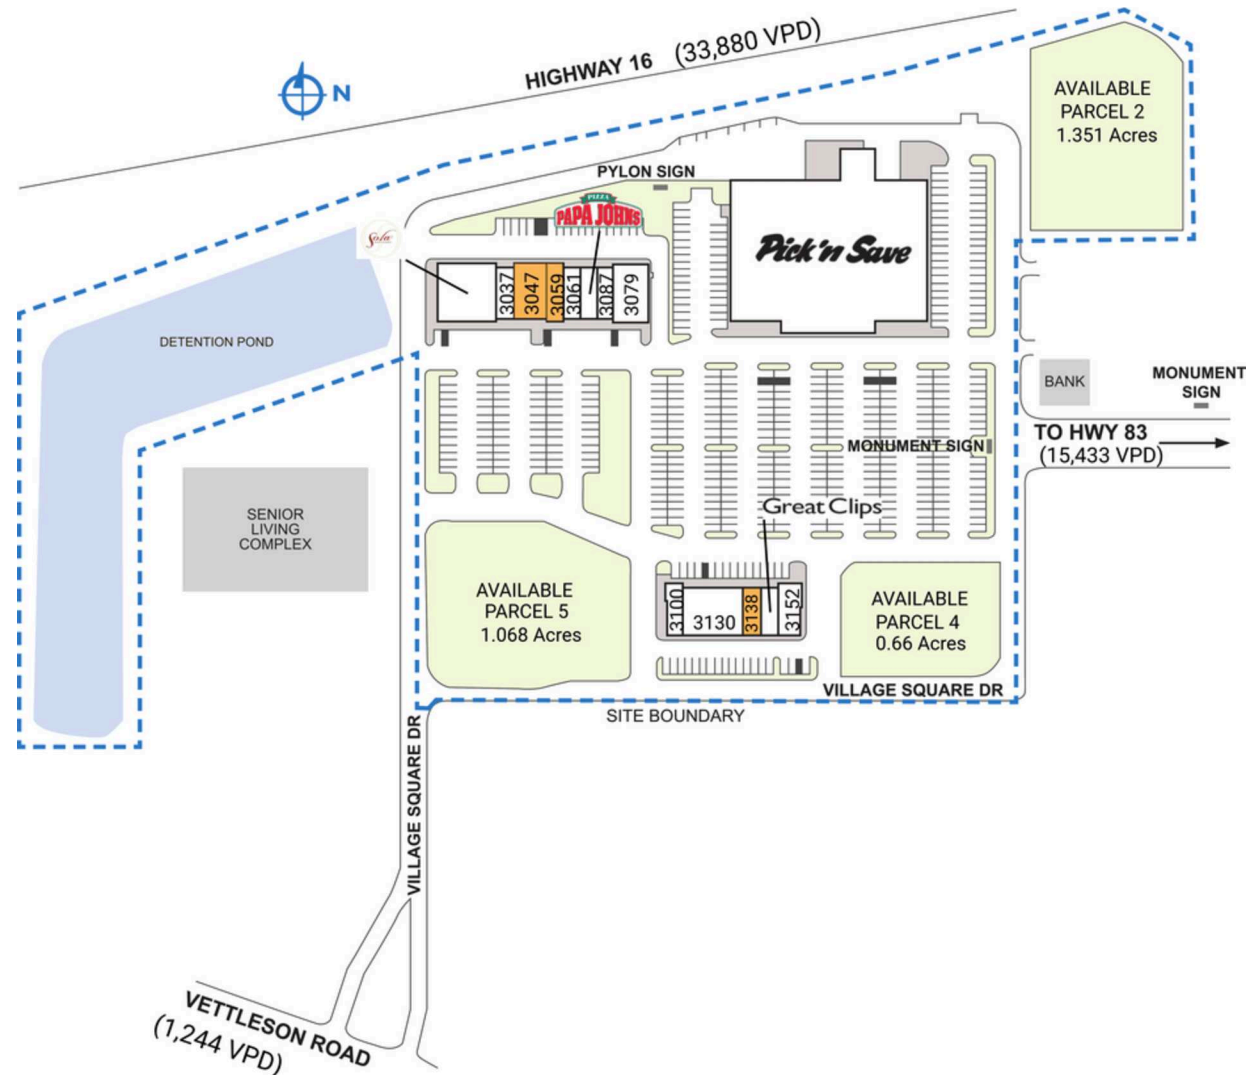 HIGHWAY 16 (33,880 VPD)
N
AVAILABLE
PARCEL 2
1.351 Acres
PYLON SIGN
PIZZA
PAPA JOHNS
Sola
Pick 'n Save
3037
3047
3059
3061
3087
3079
DETENTION POND
BANK
MONUMENT
SIGN
TO HWY 83
(15,433 VPD)
MONUMENT SIGN
SENIOR
LIVING
COMPLEX
Great Clips
AVAILABLE
PARCEL 5
1.068 Acres
3100
3130
3138
3152
AVAILABLE
PARCEL 4
0.66 Acres
VILLAGE SQUARE DR
SITE BOUNDARY
VILLAGE SQUARE DR
VETTLESON ROAD
(1,244 VPD)